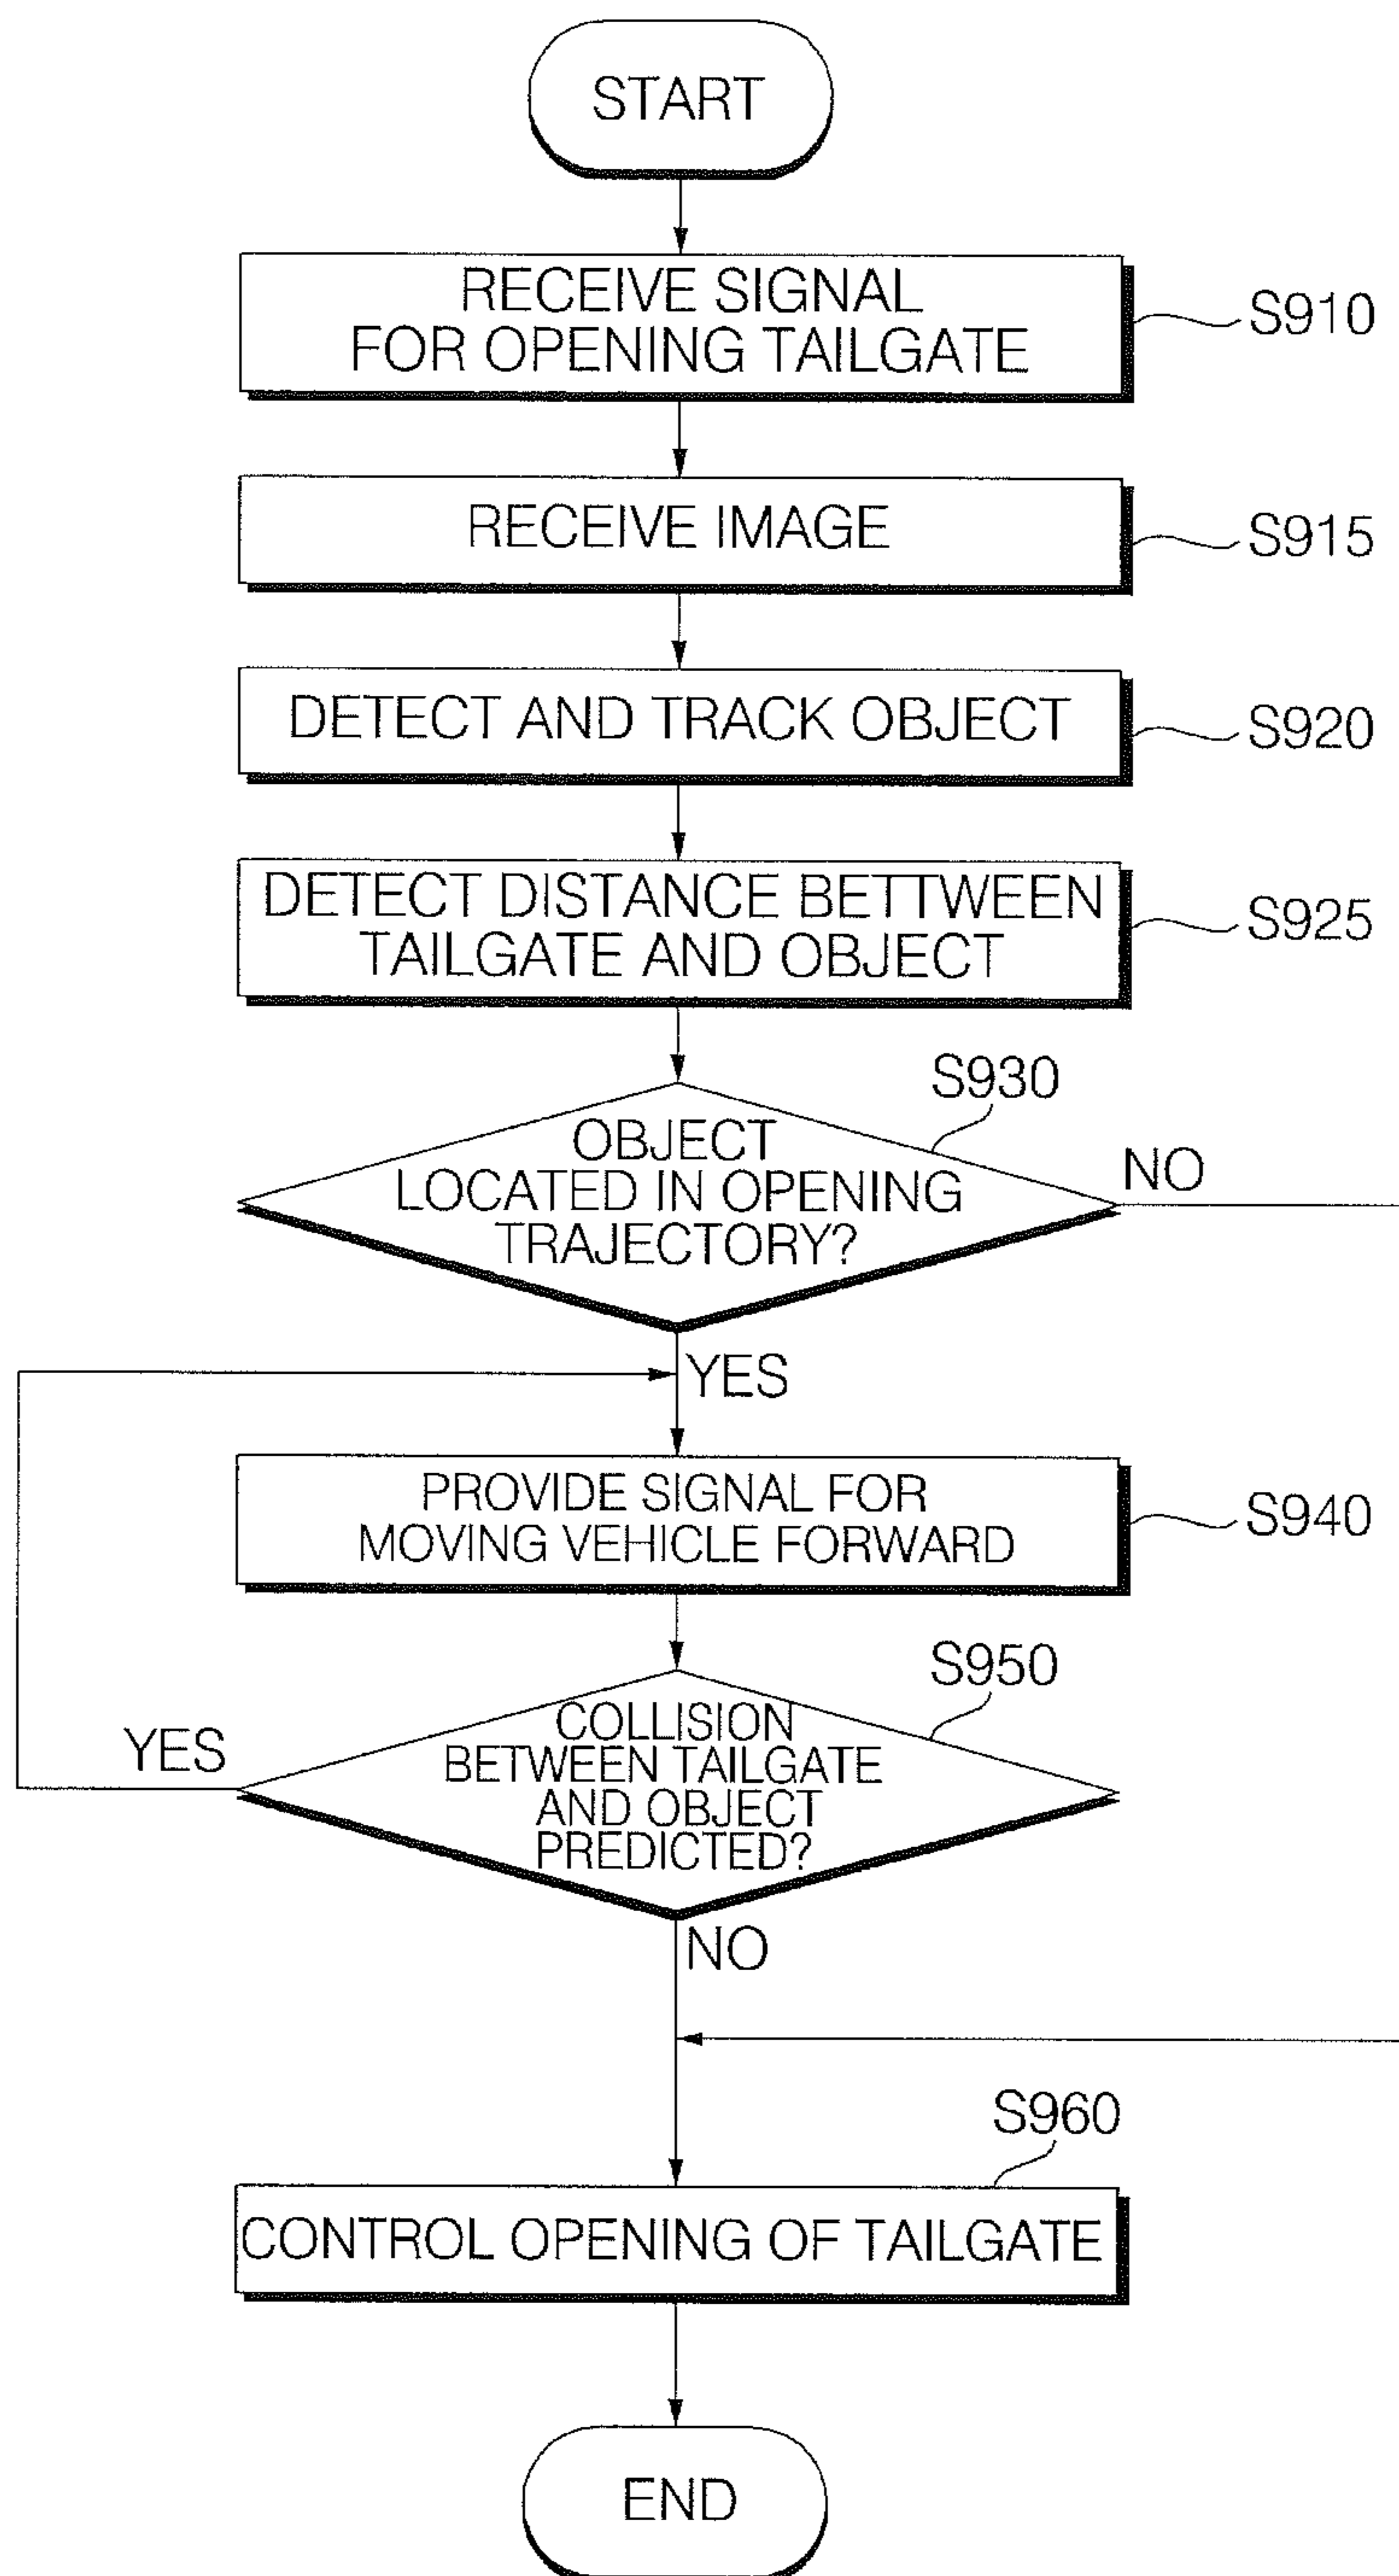 START
RECEIVE SIGNAL
FOR OPENING TAILGATE
S910
RECEIVE IMAGE
S915
DETECT AND TRACK OBJECT
S920
DETECT DISTANCE BETTWEEN
TAILGATE AND OBJECT
S925
S930
OBJECT
LOCATED IN OPENING
TRAJECTORY?
NO
YES
PROVIDE SIGNAL FOR
MOVING VEHICLE FORWARD
S940
S950
COLLISION
BETWEEN TAILGATE
AND OBJECT
PREDICTED?
YES
NO
S960
CONTROL OPENING OF TAILGATE
END